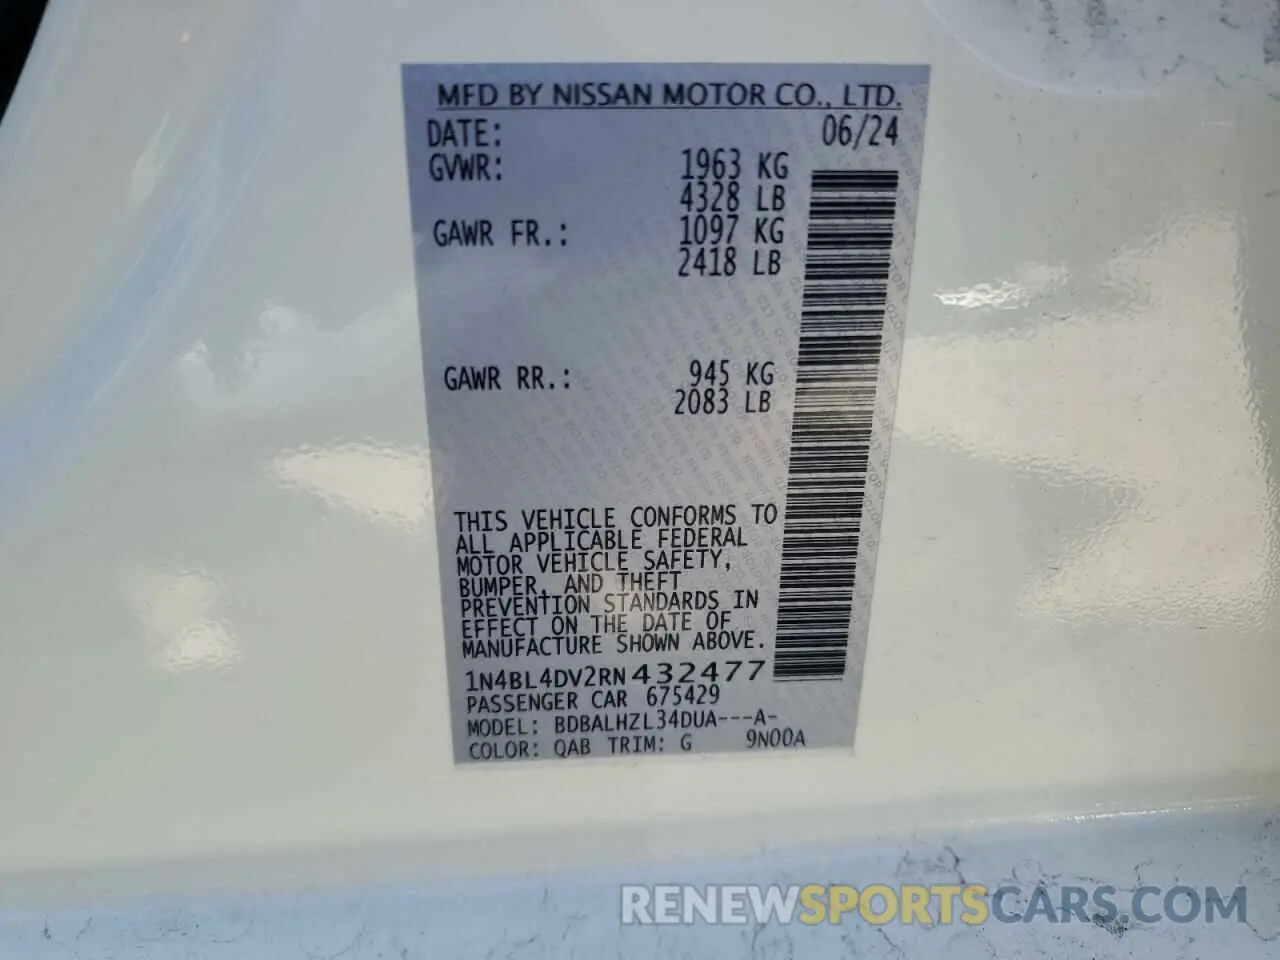 MFD BY NISSAN MOTOR CO., LTD.
DATE: 06/24
GVWR: 1963 KG
4328 LB
GAWR FR.: 1097 KG
2418 LB
GAWR RR.: 945 KG
2083 LB
THIS VEHICLE CONFORMS TO
ALL APPLICABLE FEDERAL
MOTOR VEHICLE SAFETY,
BUMPER, AND THEFT
PREVENTION STANDARDS IN
EFFECT ON THE DATE OF
MANUFACTURE SHOWN ABOVE.
1N4BL4DV2RN432477
PASSENGER CAR 675429
MODEL: BDBALHZL34DUA---A-
COLOR: QAB TRIM: G 9N00A
RENEWSPORTSCARS.COM